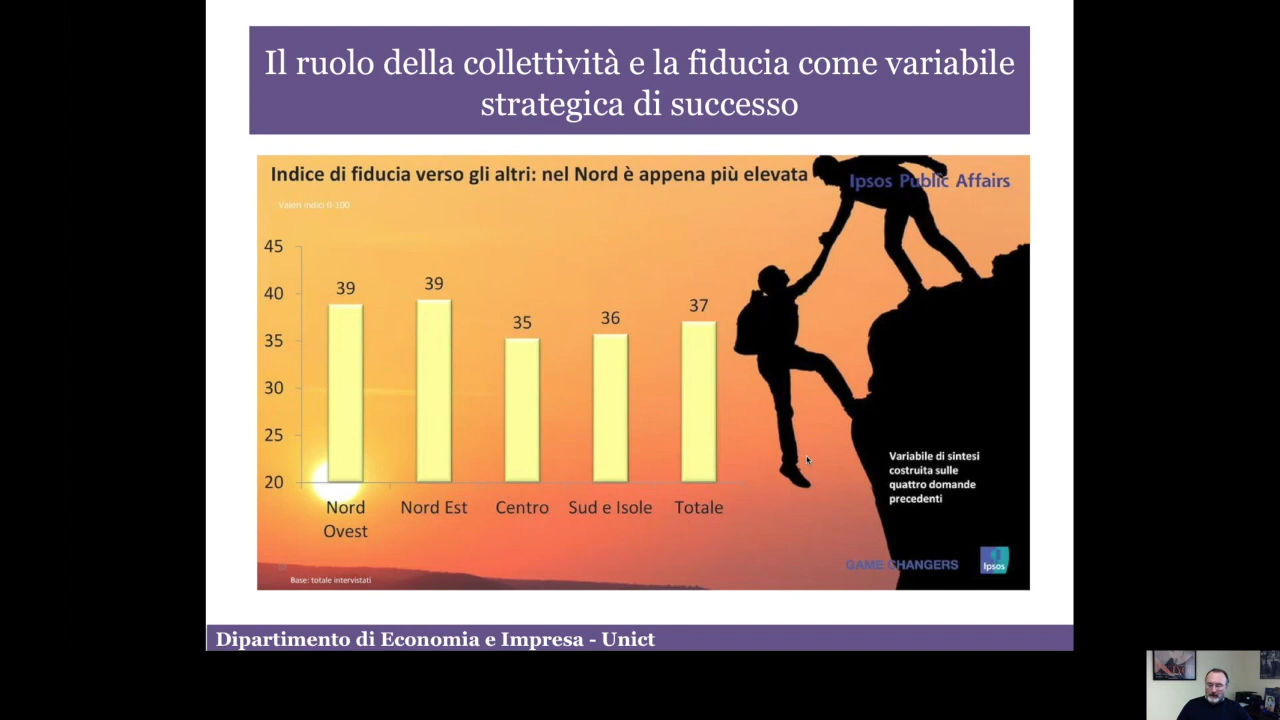 Il ruolo della collettività e la fiducia come variabile
strategica di successo
Indice di fiducia verso gli altri: nel Nord è appena più elevata
Ipsos Public Affairs
Valori indici 0-100
45
40
35
30
25
20
39
39
35
36
37
Nord
Ovest
Nord Est
Centro
Sud e Isole
Totale
Variabile di sintesi
costruita sulle
quattro domande
precedenti
GAME CHANGERS
Ipsos
Base: totale intervistati
Dipartimento di Economia e Impresa - Unict